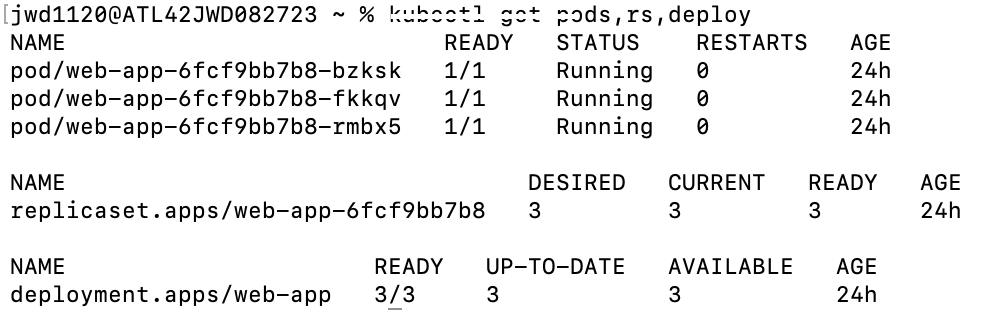 jwd1120@ATL42JWD082723 ~ % kubectl get pods,rs,deploy
NAME READY STATUS RESTARTS AGE
pod/web-app-6fcf9bb7b8-bzksk 1/1 Running 0 24h
pod/web-app-6fcf9bb7b8-fkkqv 1/1 Running 0 24h
pod/web-app-6fcf9bb7b8-rmbx5 1/1 Running 0 24h
NAME DESIRED CURRENT READY AGE
replicaset.apps/web-app-6fcf9bb7b8 3 3 3 24h
NAME READY UP-TO-DATE AVAILABLE AGE
deployment.apps/web-app 3/3 3 3 24h